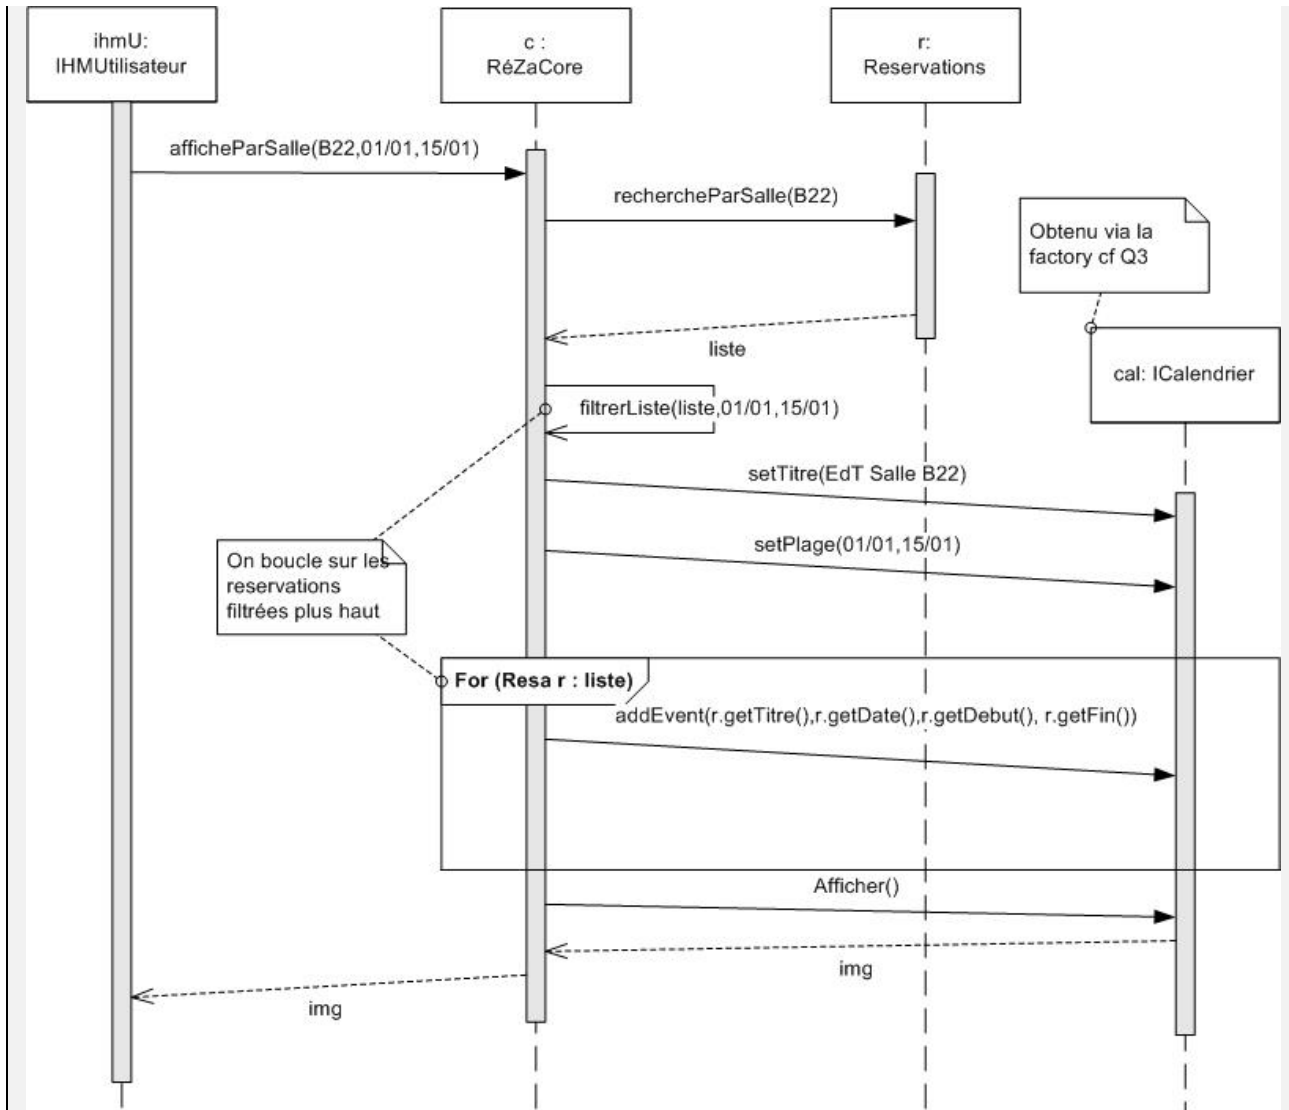 ihmU:
IHMUtilisateur
c :
RéZaCore
r:
Reservations
afficheParSalle(B22,01/01,15/01)
rechercheParSalle(B22)
Obtenu via la
factory cf Q3
liste
cal: ICalendrier
filtrerListe(liste,01/01,15/01)
setTitre(EdT Salle B22)
setPlage(01/01,15/01)
On boucle sur les
reservations
filtrées plus haut
For (Resa r : liste)
addEvent(r.getTitre(),r.getDate(),r.getDebut(), r.getFin())
Afficher()
img
img